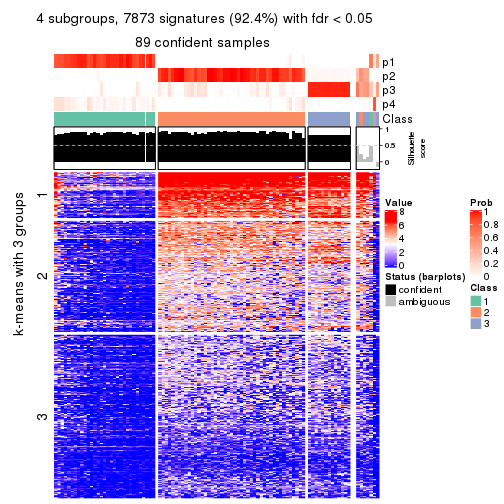 4 subgroups, 7873 signatures (92.4%) with fdr < 0.05
89 confident samples
p1
p2
p3
p4
Class
1
0.5
0
Silhouette
score
k-means with 3 groups
1
2
3
Value
8
6
4
2
0
Status (barplots)
confident
ambiguous
Prob
1
0.8
0.6
0.4
0.2
0
Class
1
2
3